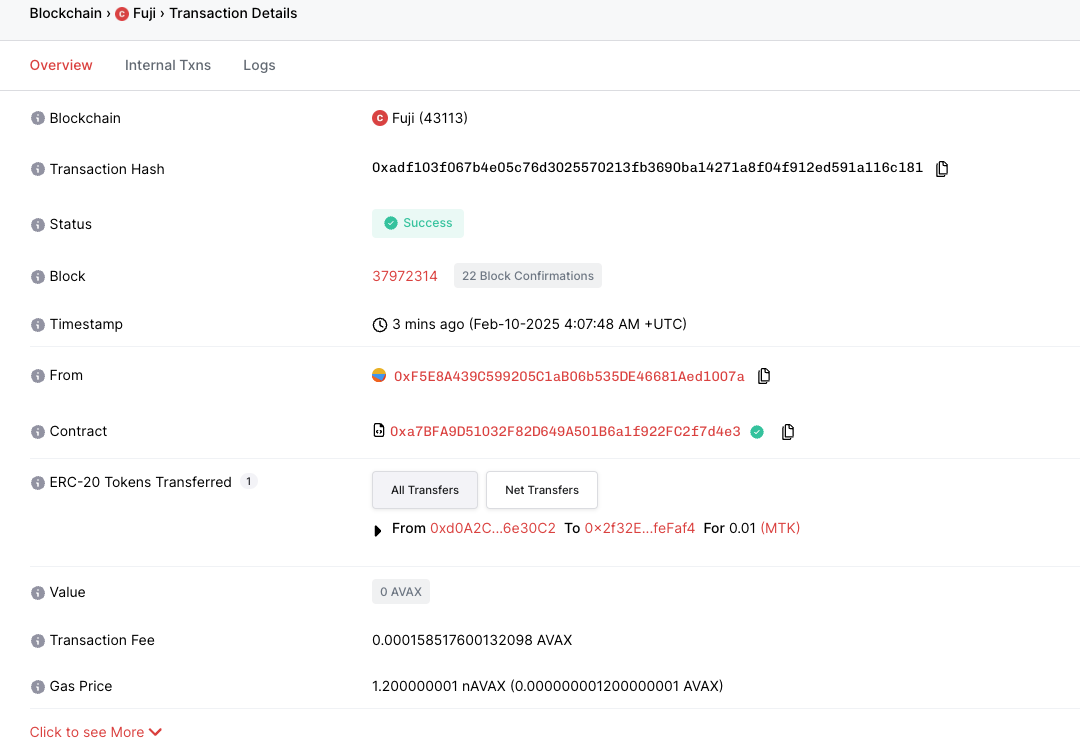 Blockchain › Fuji › Transaction Details
Overview Internal Txns Logs
Blockchain Fuji (43113)
Transaction Hash 0xadf103f067b4e05c76d3025570213fb3690ba14271a8f04f912ed591a116c181
Status Success
Block 37972314 22 Block Confirmations
Timestamp 3 mins ago (Feb-10-2025 4:07:48 AM +UTC)
From 0xF5E8A439C599205C1aB06b535DE46681Aed1007a
Contract 0xa7BFA9D51032F82D649A501B6a1f922FC2f7d4e3
ERC-20 Tokens Transferred 1 All Transfers Net Transfers
From 0xd0A2C...6e30C2 To 0×2f32E...feFaf4 For 0.01 (MTK)
Value 0 AVAX
Transaction Fee 0.000158517600132098 AVAX
Gas Price 1.200000001 nAVAX (0.000000001200000001 AVAX)
Click to see More